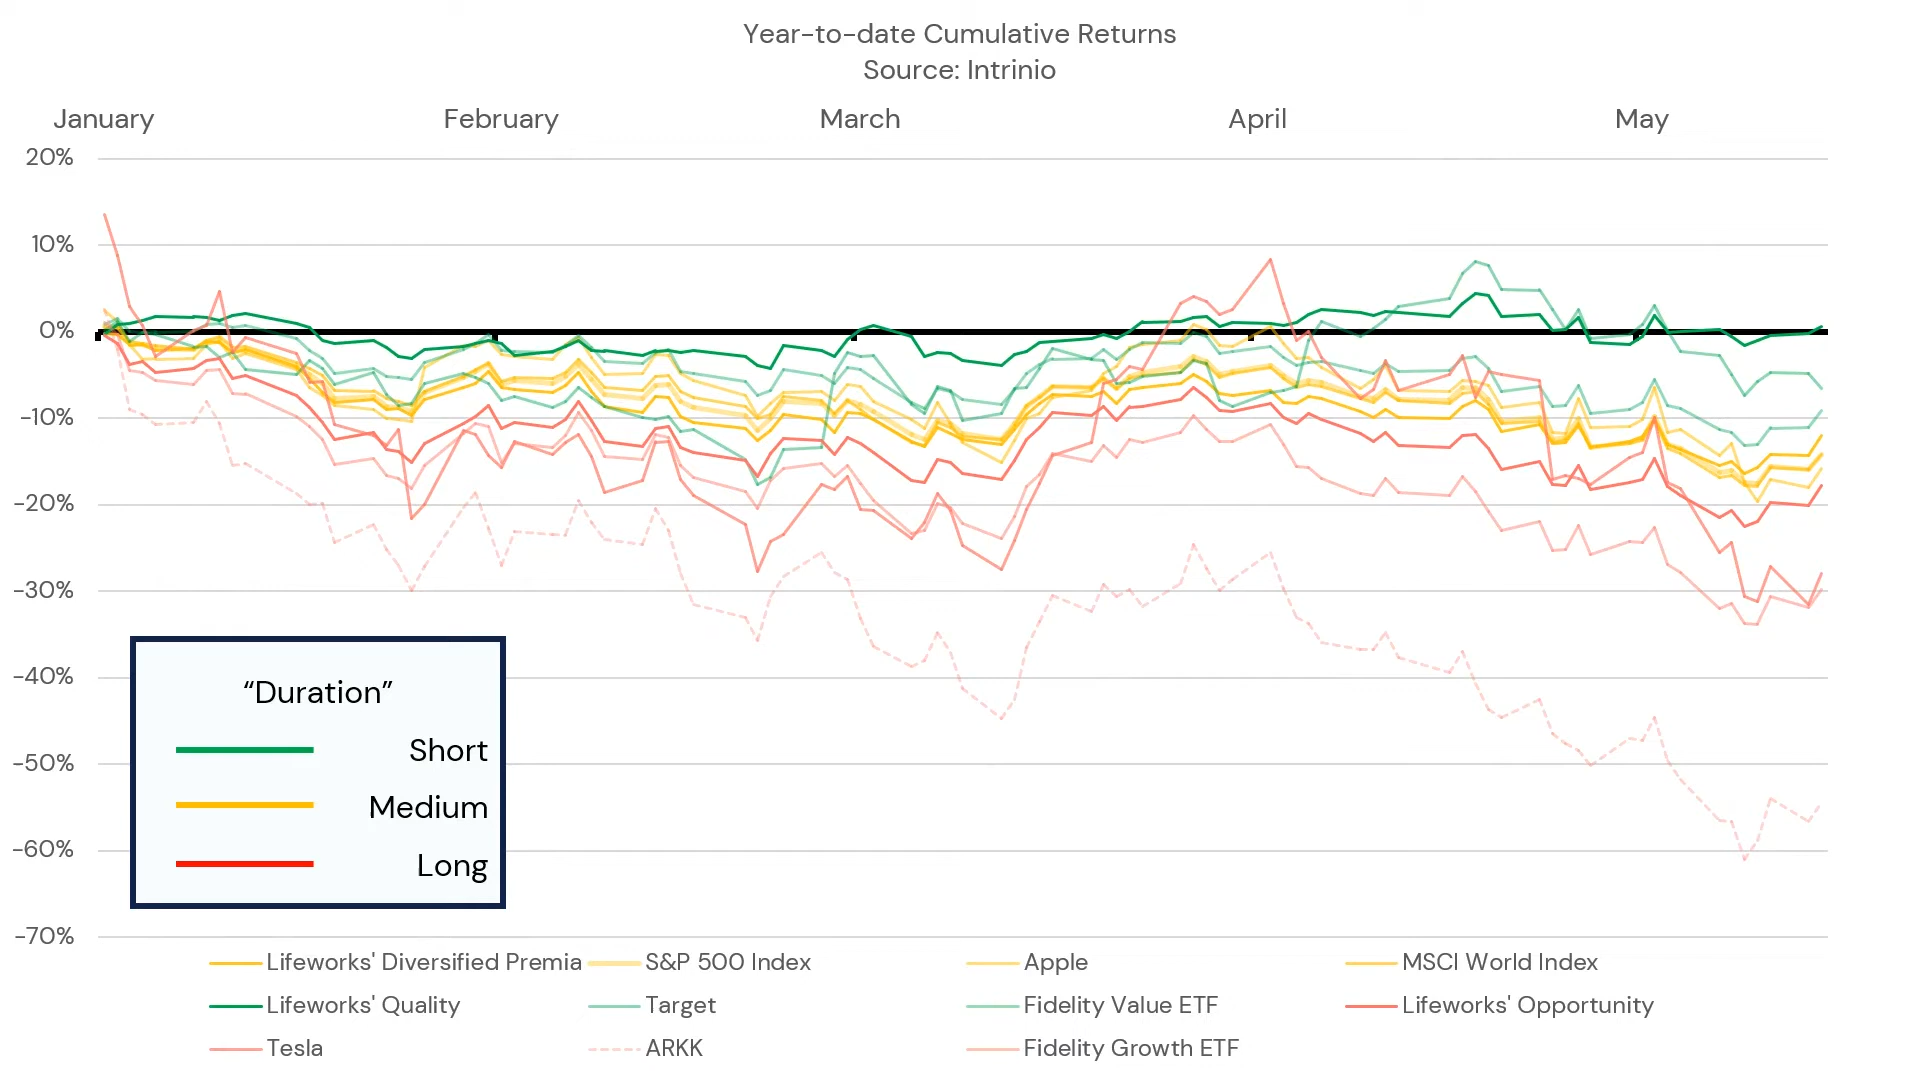 Year-to-date Cumulative Returns
Source: Intrinio
January February March April May
20%
10%
0%
-10%
-20%
-30%
-40%
-50%
-60%
-70%
“Duration”
Short
Medium
Long
Lifeworks' Diversified Premia S&P 500 Index Apple MSCI World Index
Lifeworks' Quality Target Fidelity Value ETF Lifeworks' Opportunity
Tesla ARKK Fidelity Growth ETF